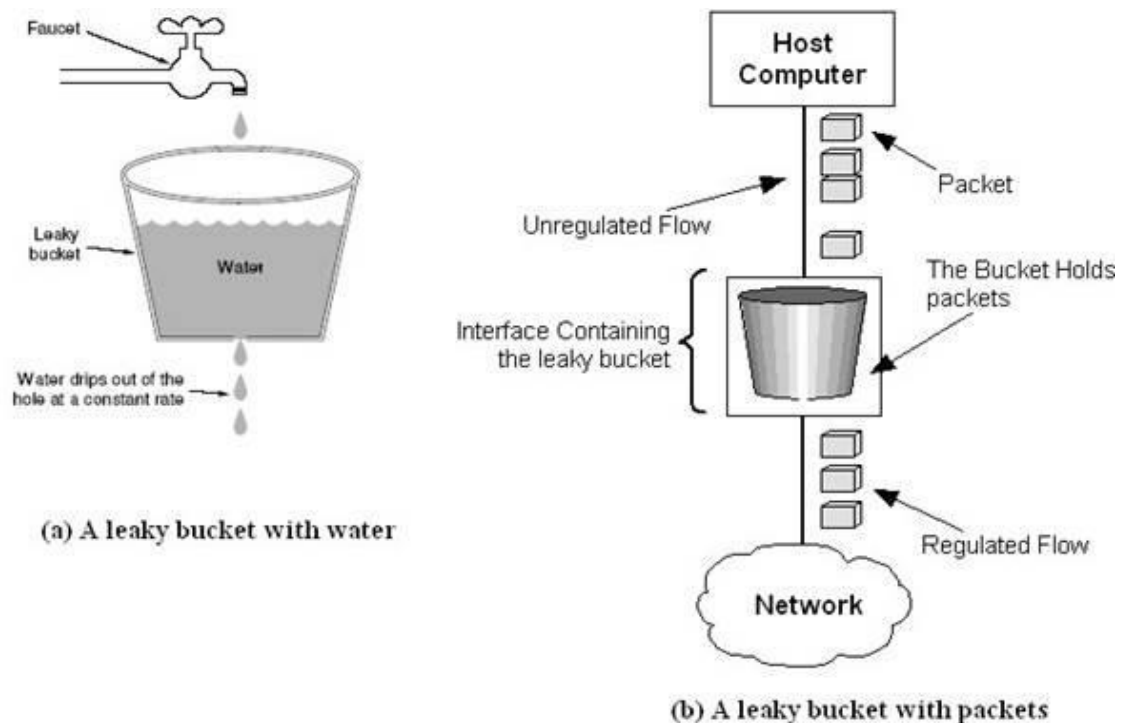 Faucet
Leaky
bucket
Water
Water drips out of the
hole at a constant rate
(a) A leaky bucket with water
Host
Computer
Packet
Unregulated Flow
The Bucket Holds
packets
Interface Containing
the leaky bucket
Regulated Flow
Network
(b) A leaky bucket with packets